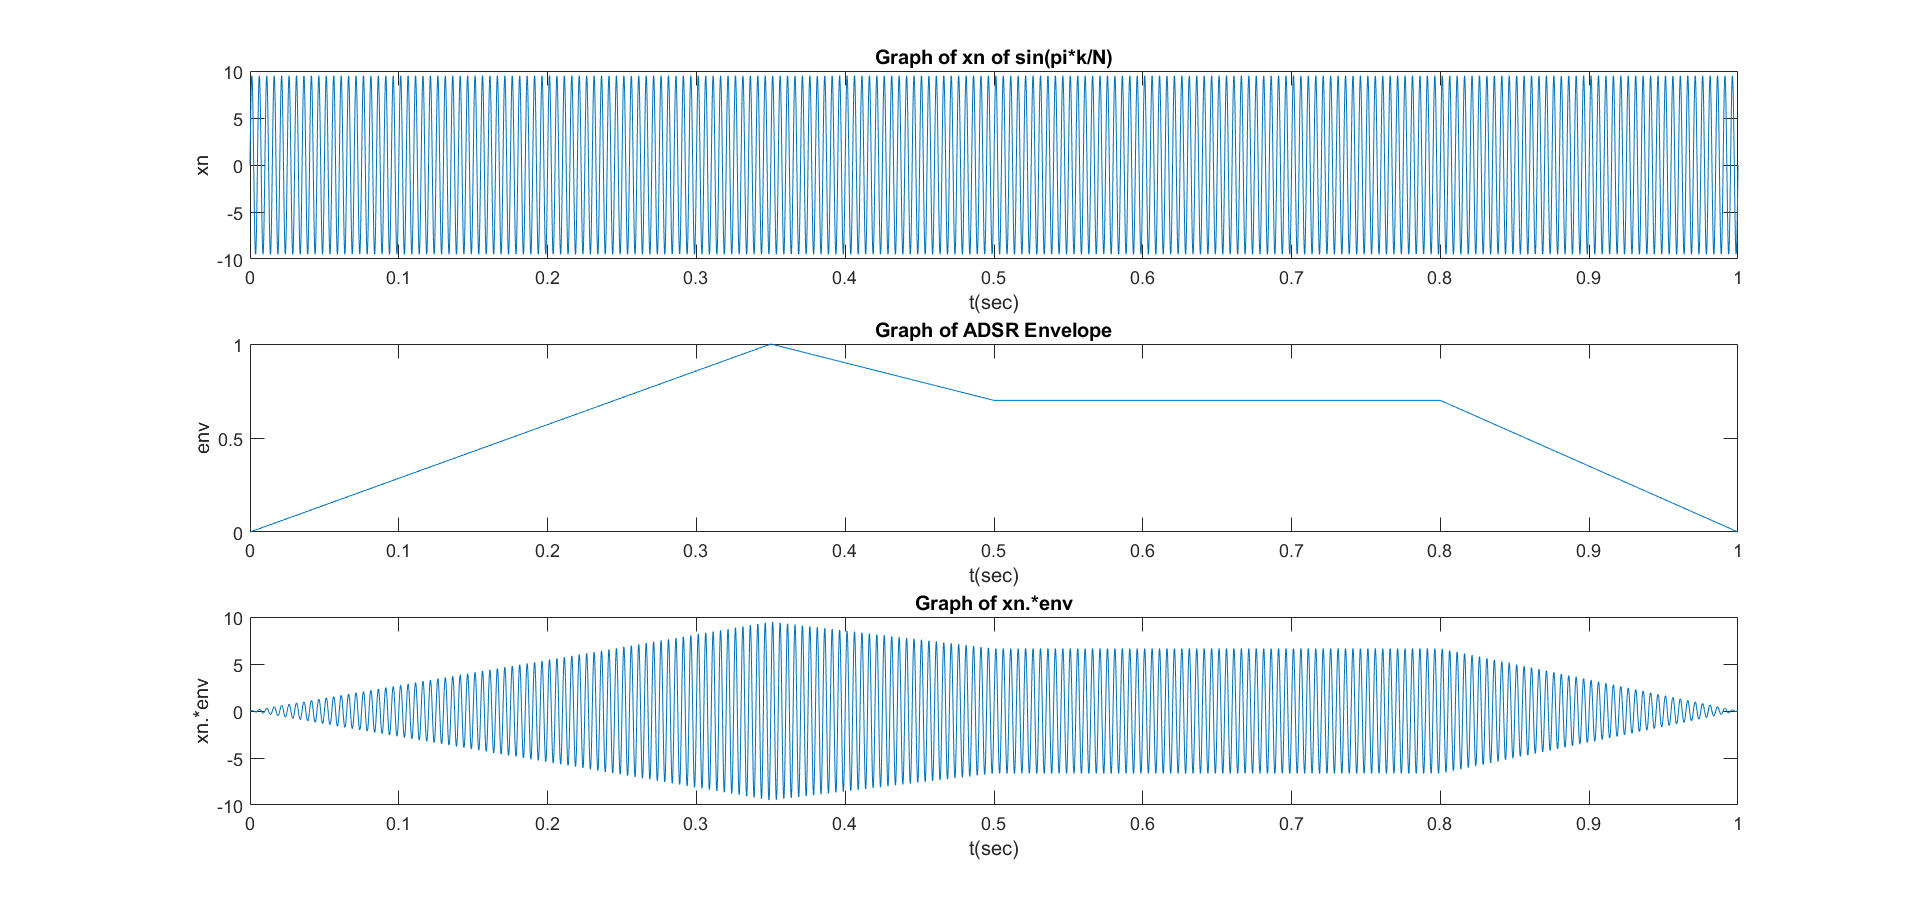 Graph of xn of sin(pi*k/N)
10
5
0
-5
-10
xn
0 0.1 0.2 0.3 0.4 0.5 0.6 0.7 0.8 0.9 1
t(sec)
Graph of ADSR Envelope
1
0.5
0
env
0 0.1 0.2 0.3 0.4 0.5 0.6 0.7 0.8 0.9 1
t(sec)
Graph of xn.*env
10
5
0
-5
-10
xn.*env
0 0.1 0.2 0.3 0.4 0.5 0.6 0.7 0.8 0.9 1
t(sec)